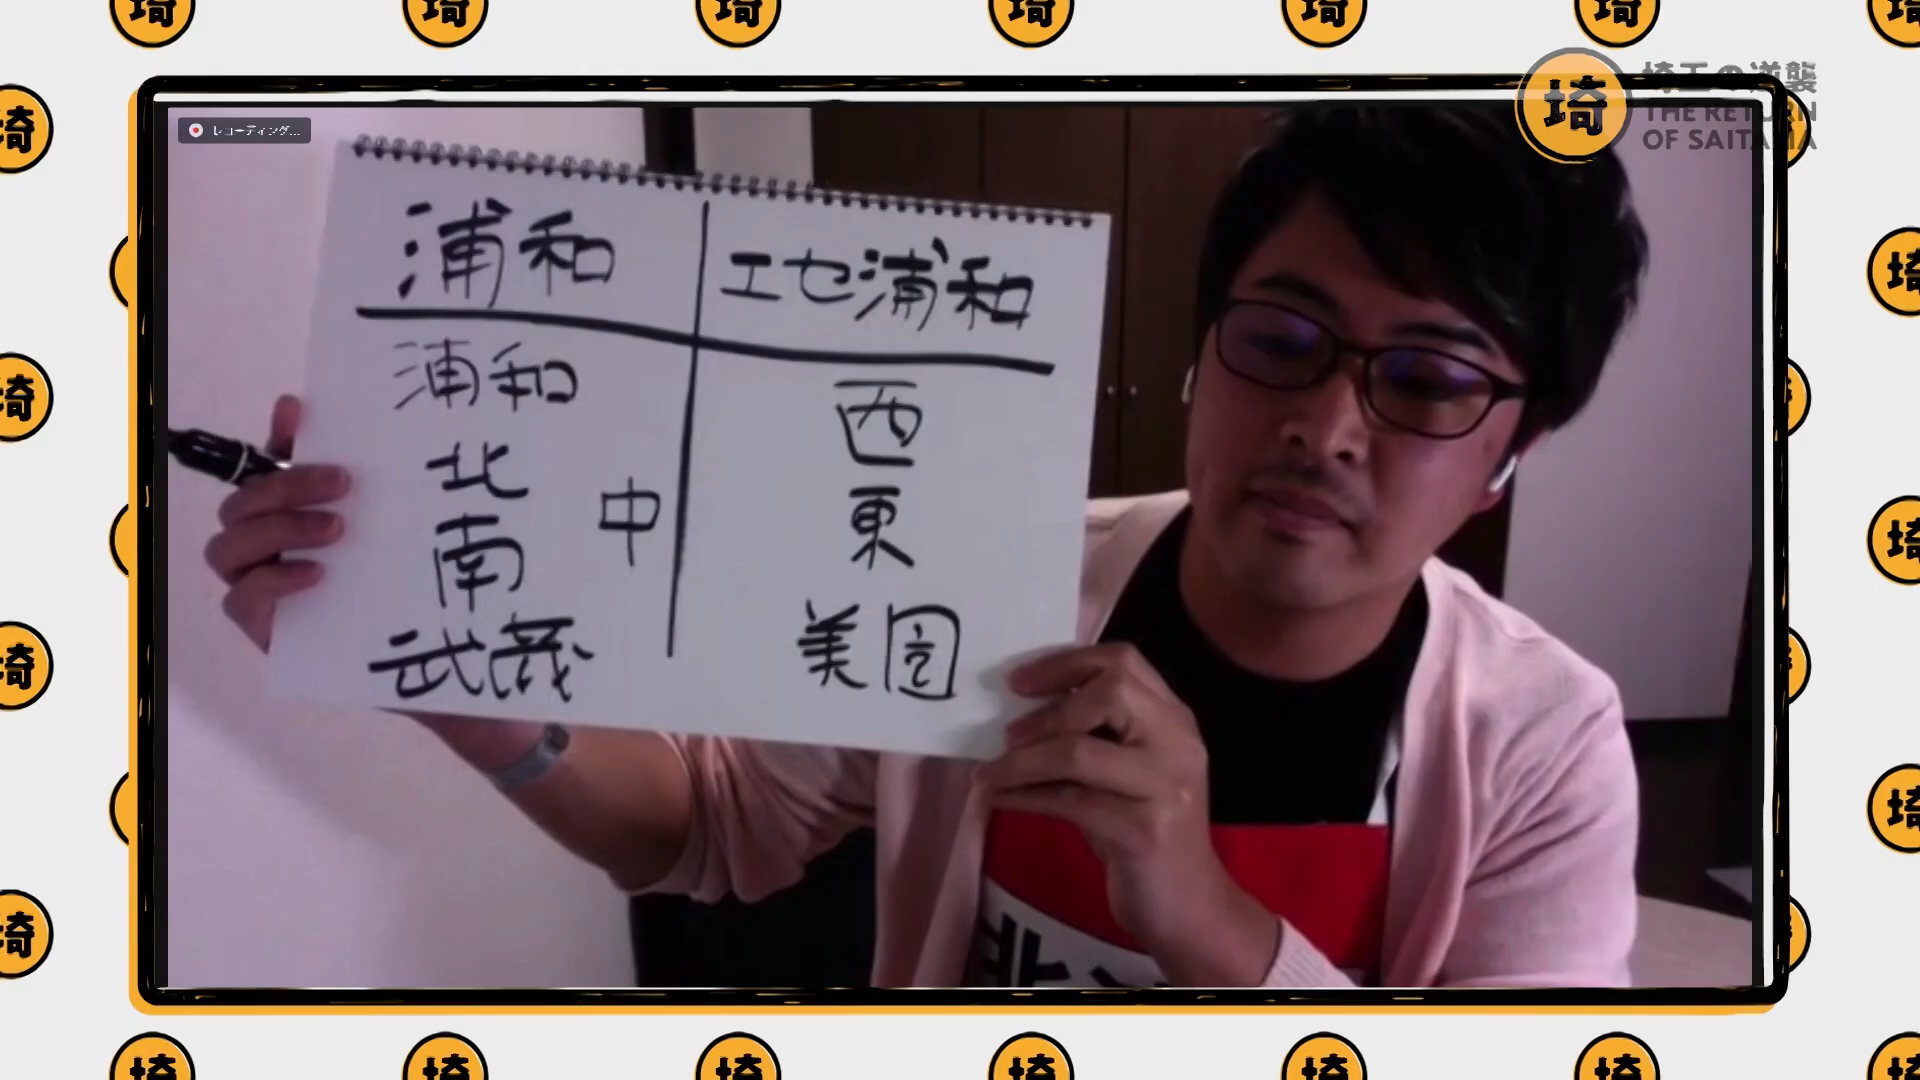 レコーディング...
埼玉の逆襲
THE RETURN
OF SAITAMA
埼
浦和
エセ浦和
浦和
北
南
中
武蔵
西
東
美園
北